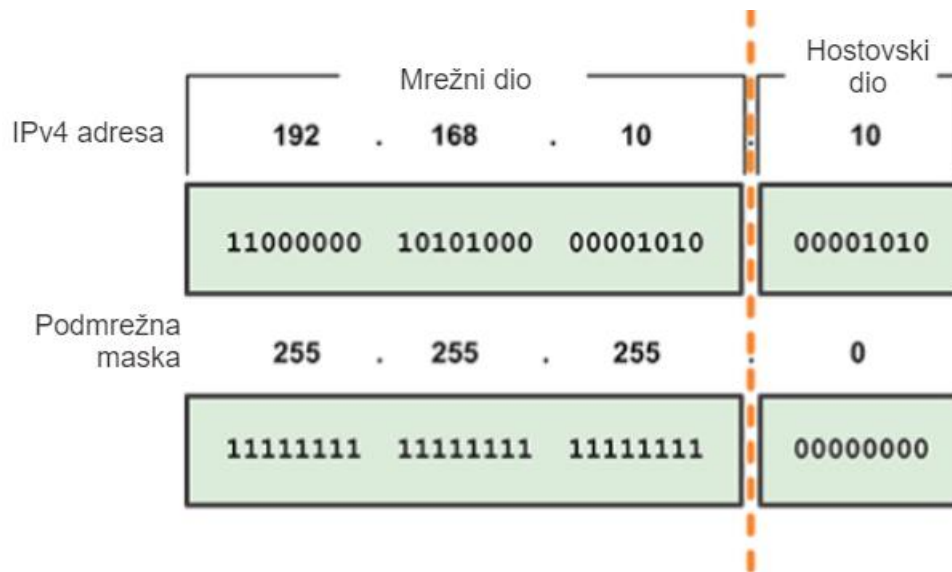 Mrežni dio
Hostovski
dio
IPv4 adresa
192 . 168 . 10 . 10
11000000 10101000 00001010 00001010
Podmrežna
maska
255 . 255 . 255 . 0
11111111 11111111 11111111 00000000